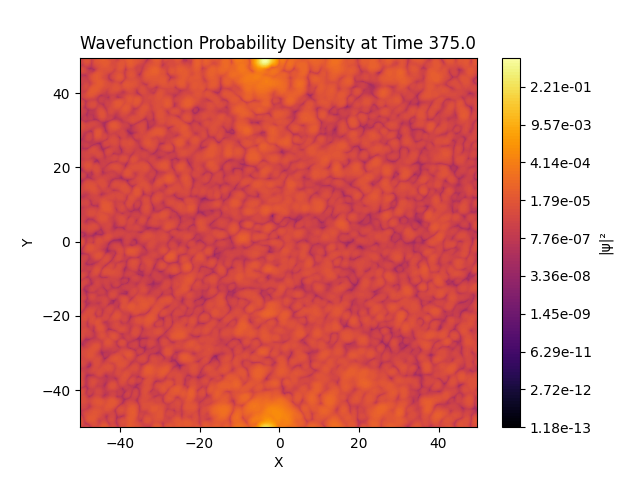 Wavefunction Probability Density at Time 375.0
40
20
0
−20
−40
Y
−40
−20
0
20
40
X
2.21e-01
9.57e-03
4.14e-04
1.79e-05
7.76e-07
3.36e-08
1.45e-09
6.29e-11
2.72e-12
1.18e-13
|ψ|²